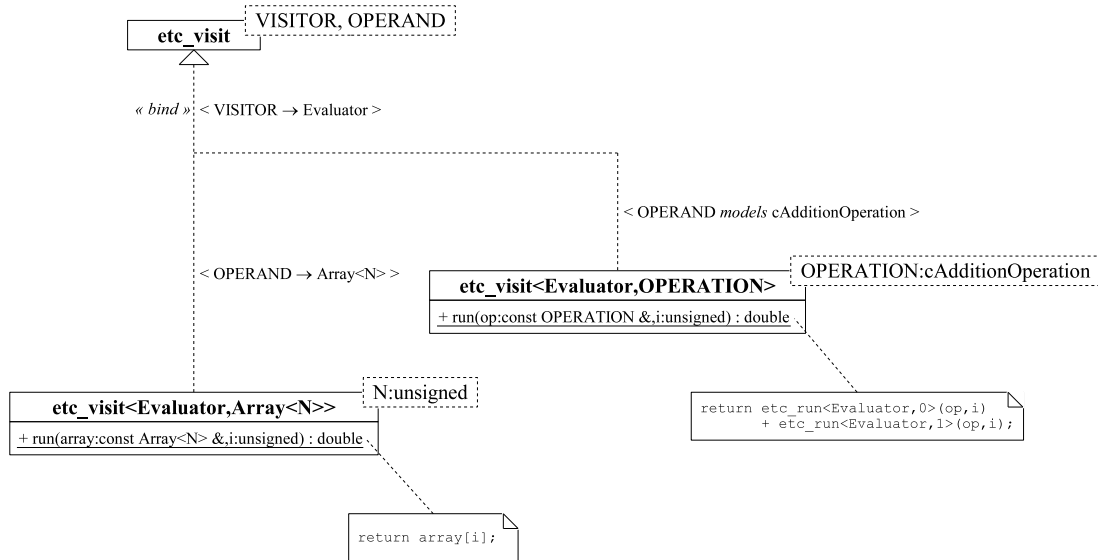 VISITOR, OPERAND
etc_visit
« bind » < VISITOR → Evaluator >
< OPERAND models cAdditionOperation >
< OPERAND → Array<N> >
OPERATION:cAdditionOperation
etc_visit<Evaluator,OPERATION>
+ run(op:const OPERATION &,i:unsigned) : double
N:unsigned
etc_visit<Evaluator,Array<N>>
+ run(array:const Array<N> &,i:unsigned) : double
return etc_run<Evaluator,0>(op,i)
+ etc_run<Evaluator,1>(op,i);
return array[i];